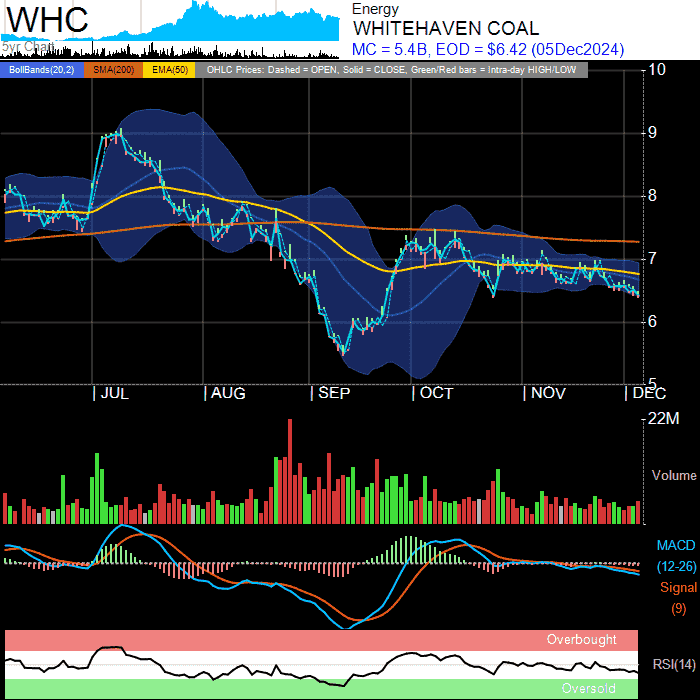 WHC
5yr Chart
Energy
WHITEHAVEN COAL
MC = 5.4B, EOD = $6.42 (05Dec2024)
BollBands(20,2) SMA(200) EMA(50) OHLC Prices: Dashed = OPEN, Solid = CLOSE, Green/Red bars = Intra-day HIGH/LOW
10
9
8
7
6
5
| JUL | AUG | SEP | OCT | NOV | DEC
22M
Volume
MACD
(12-26)
Signal
(9)
Overbought
RSI(14)
Oversold